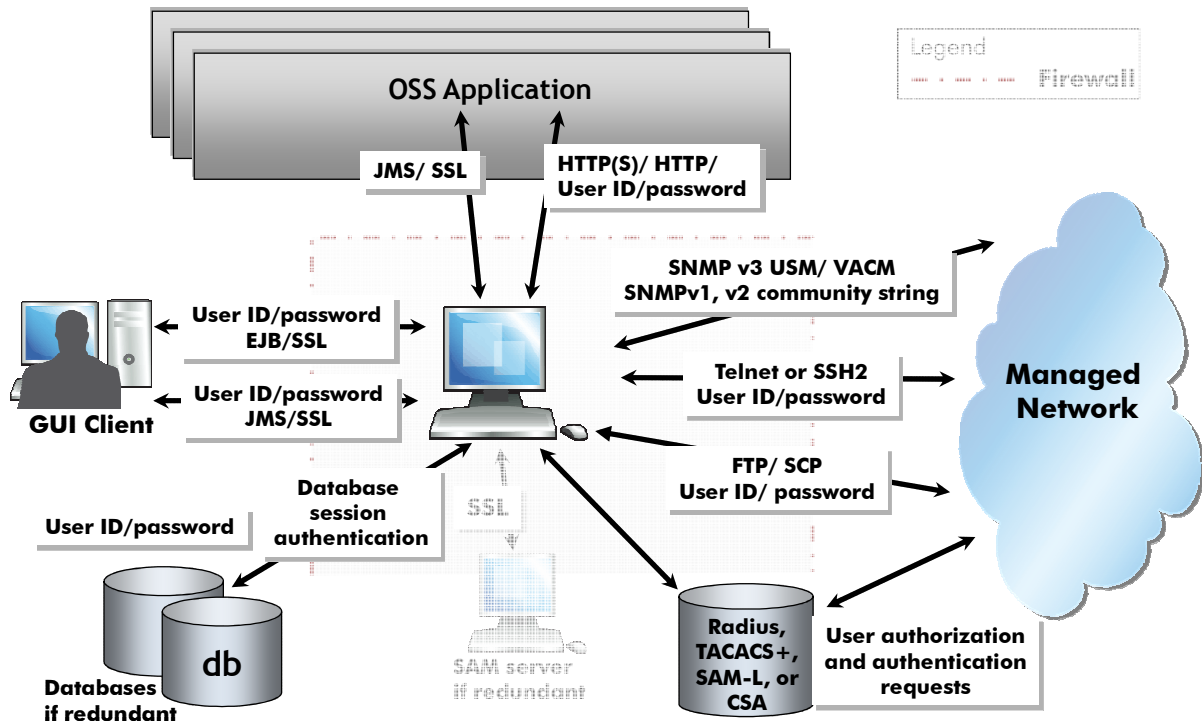 Legend
Firewall
OSS Application
JMS/ SSL
HTTP(S)/ HTTP/
User ID/password
SNMP v3 USM/ VACM
SNMPv1, v2 community string
User ID/password
EJB/SSL
Telnet or SSH2
User ID/password
Managed
Network
User ID/password
JMS/SSL
GUI Client
FTP/ SCP
User ID/ password
Database
session
authentication
SSL
User ID/password
db
Databases
if redundant
SAM server
if redundant
Radius,
TACACS+,
SAM-L, or
CSA
User authorization
and authentication
requests